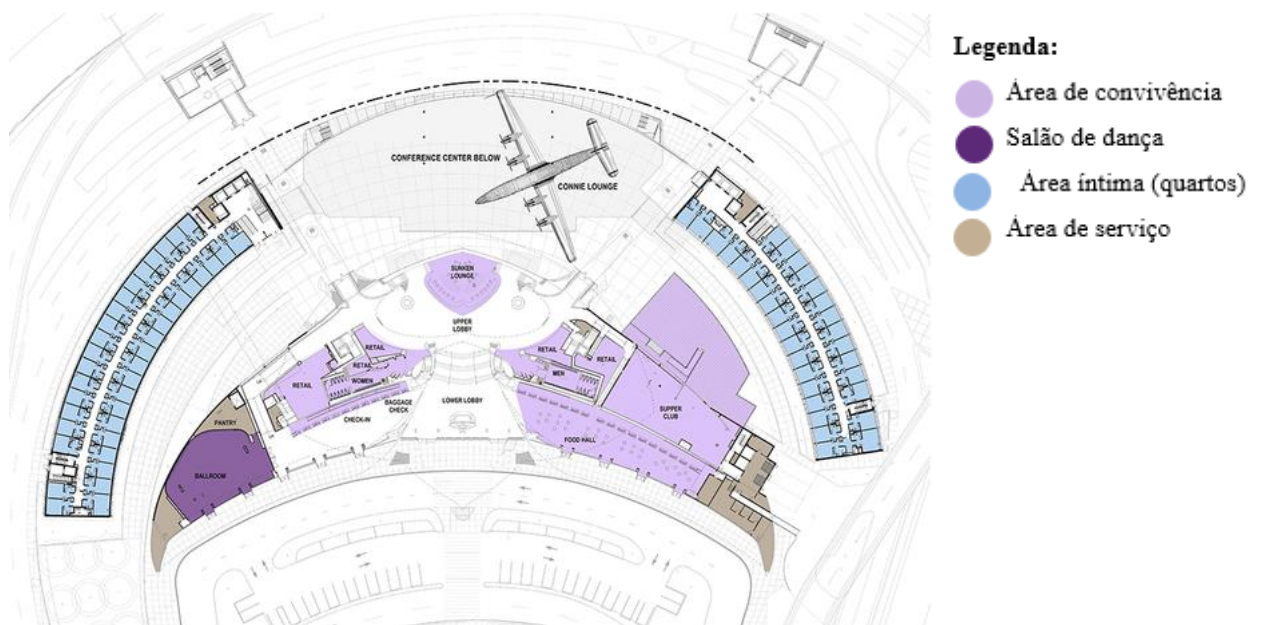 Legenda:
Área de convivência
Salão de dança
Área íntima (quartos)
Área de serviço
CONFERENCE CENTER BELOW
CONNIE LOUNGE
SUNKEN
LOUNGE
UPPER
LOBBY
RETAIL
RETAIL
RETAIL
WOMEN
RETAIL
RETAIL
MEN
BAGGAGE
CHECK
CHECK-IN
LOWER LOBBY
SUPPER
CLUB
FOOD HALL
PANTRY
BALLROOM